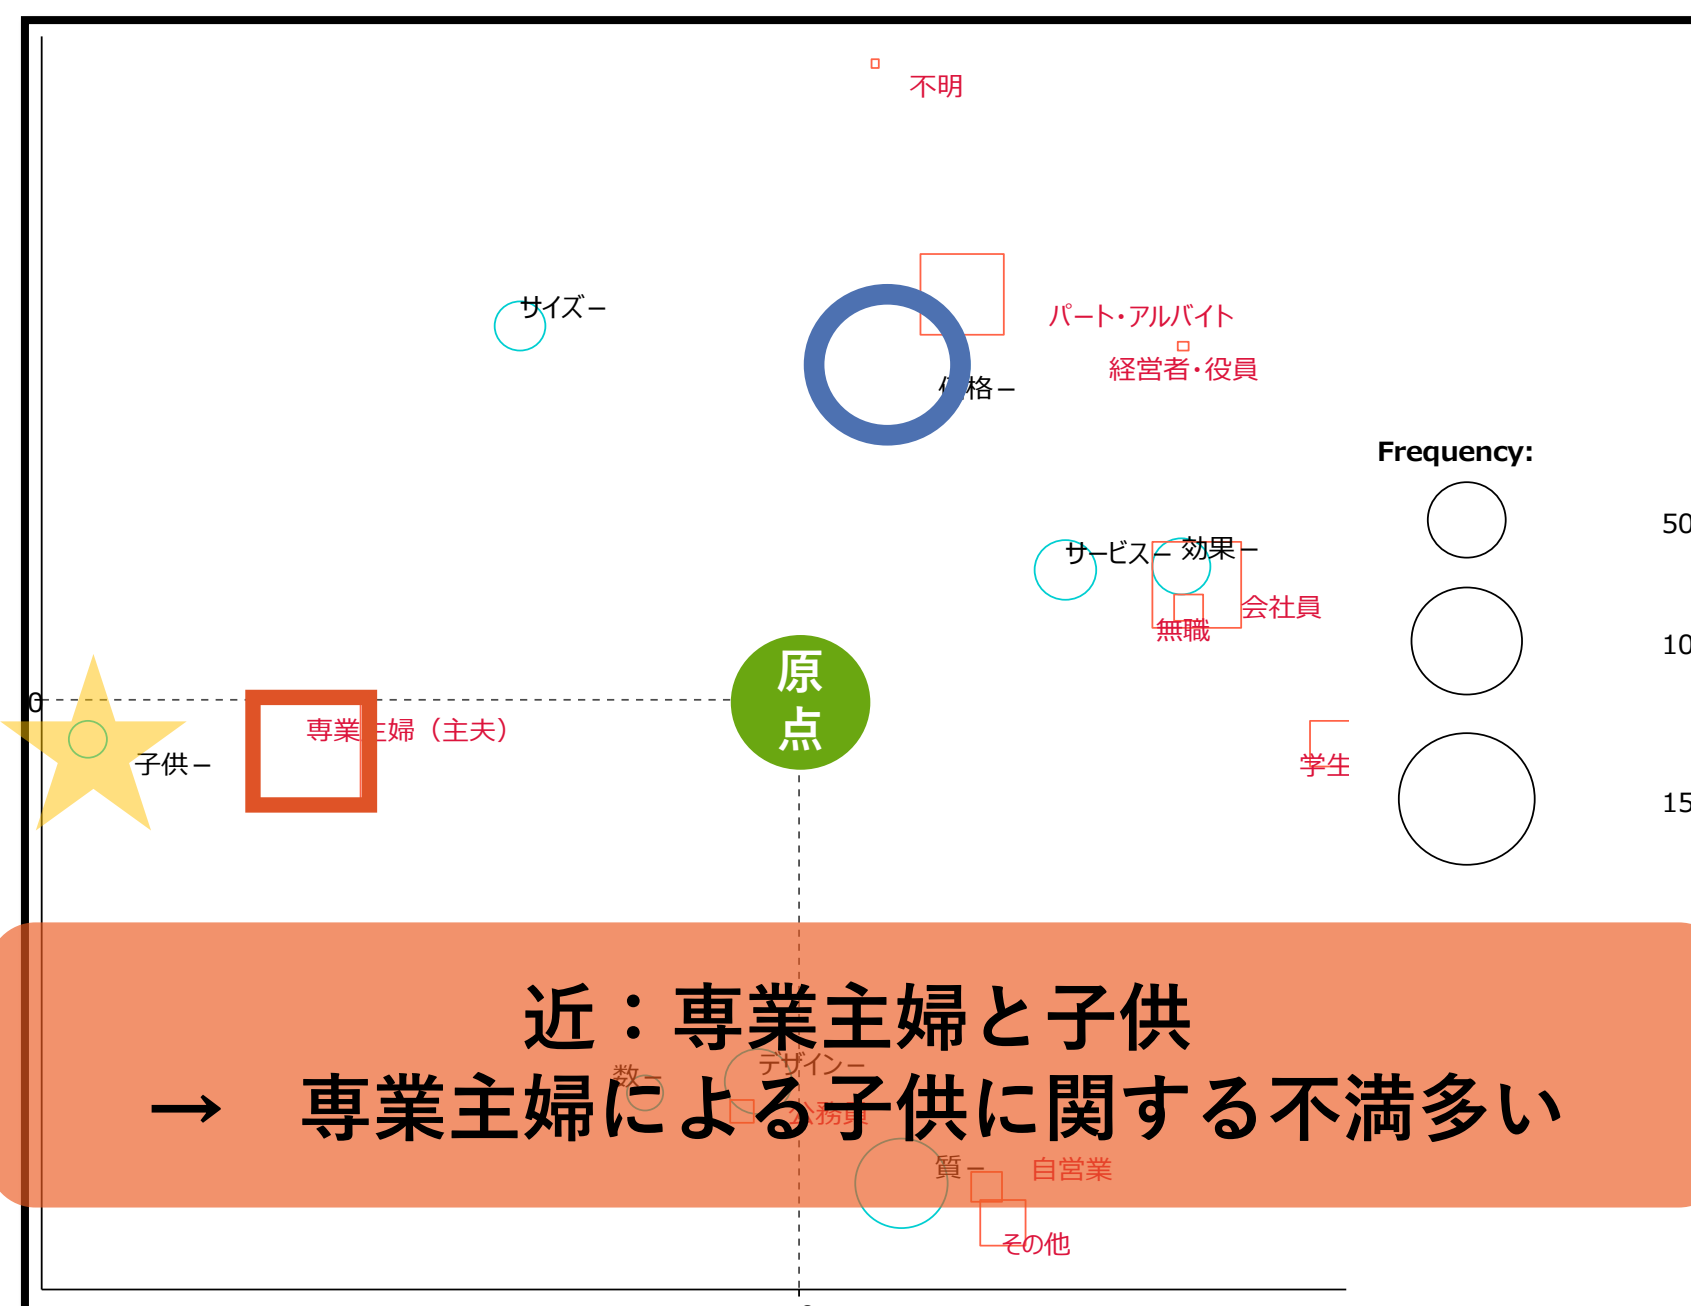 不明
サイズ－
パート・アルバイト
経営者・役員
価格－
Frequency:
50
サービス－
効果－
会社員
無職
10
原
点
0
専業主婦（主夫）
子供－
学生
15
近：専業主婦と子供
デザイン－
数－
→　専業主婦による子供に関する不満多い
公務員
質－
自営業
その他